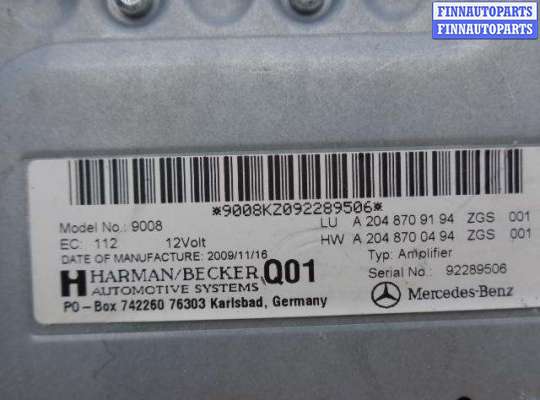 FINNAUTOPARTS
FINNAUTOPARTS
*9008KZ092289506*
Model No.: 9008
LU A 204 870 91 94 ZGS 001
EC: 112 12Volt
HW A 204 870 04 94 ZGS 001
DATE OF MANUFACTURE: 2009/11/16
Typ: Amplifier
HARMAN/BECKER Q01
Serial No.: 92289506
AUTOMOTIVE SYSTEMS
Mercedes-Benz
PO-Box 742260 76303 Karlsbad, Germany